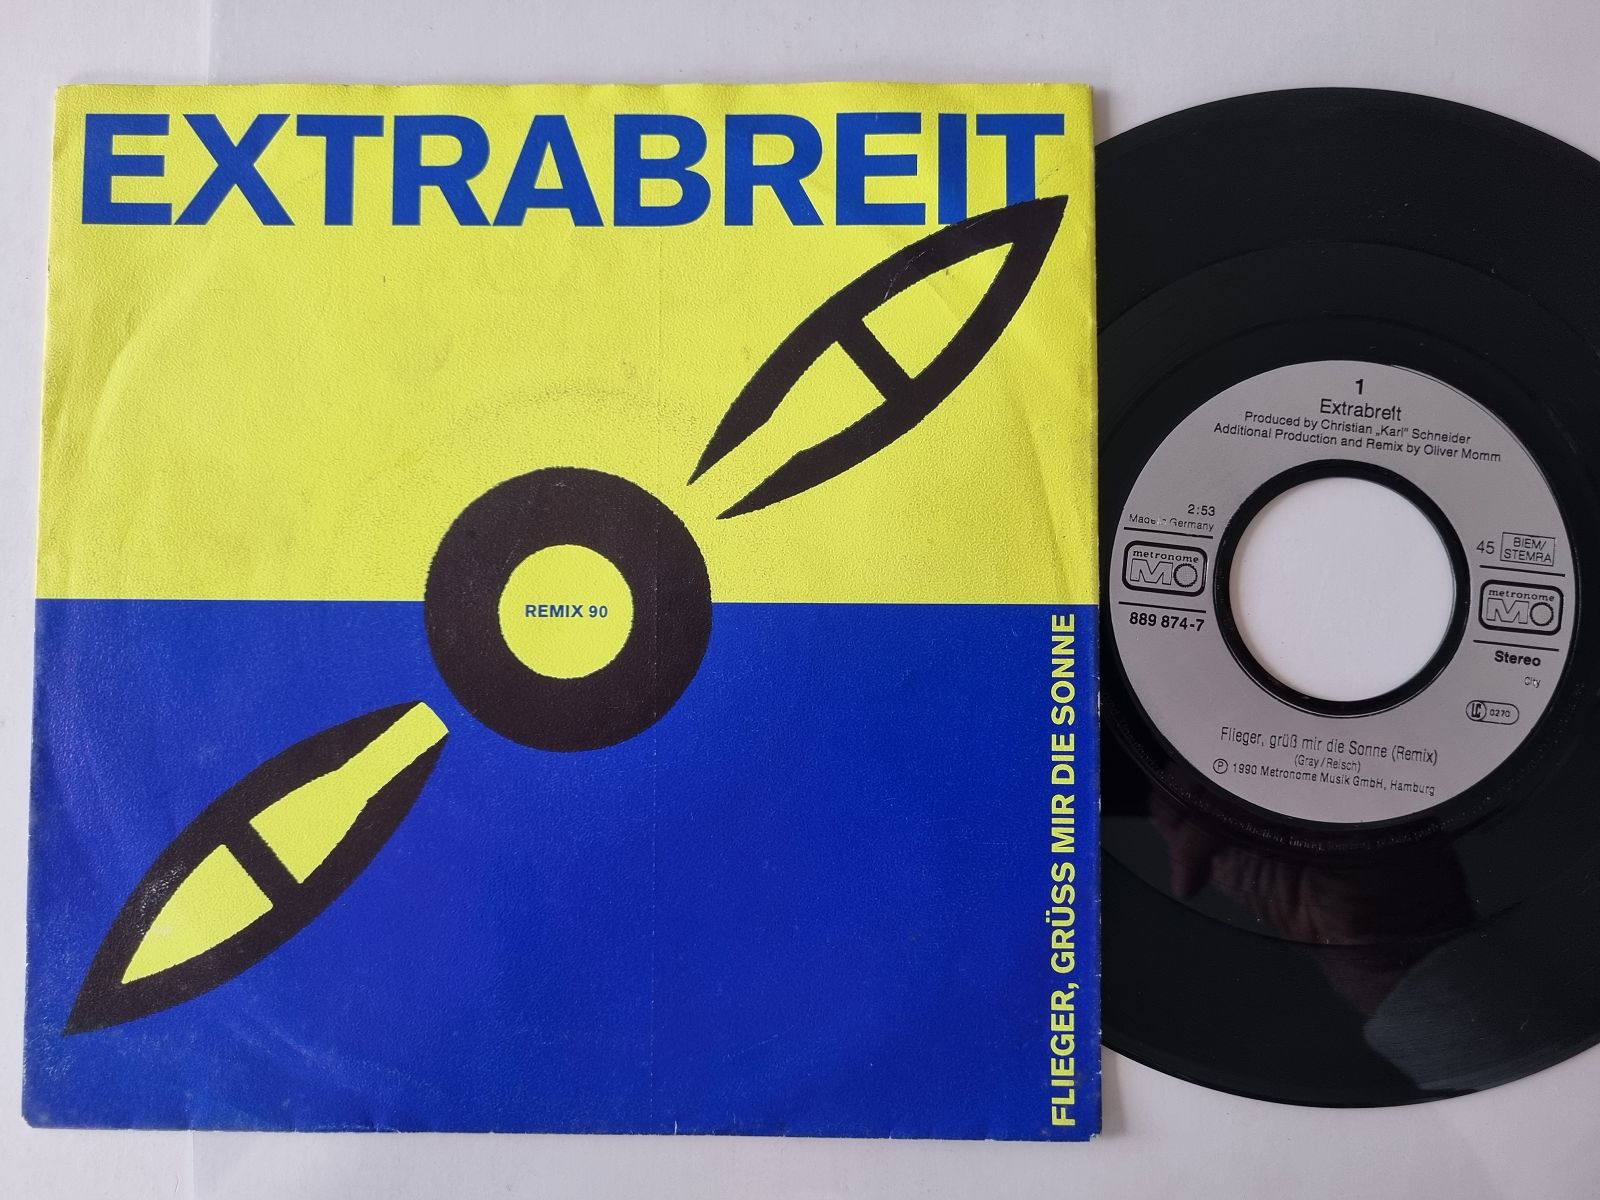 EXTRABREIT
REMIX 90
FLIEGER, GRÜSS MIR DIE SONNE
1
Extrabreit
Produced by Christian „Karl“ Schneider
Additional Production and Remix by Oliver Momm
2:53
Made in Germany
metronome
MO
889 874-7
45
BIEM/
STEMRA
metronome
MO
Stereo
City
LC 0270
Flieger, grüß mir die Sonne (Remix)
(Gray/Reisch)
Ⓟ 1990 Metronome Musik GmbH, Hamburg